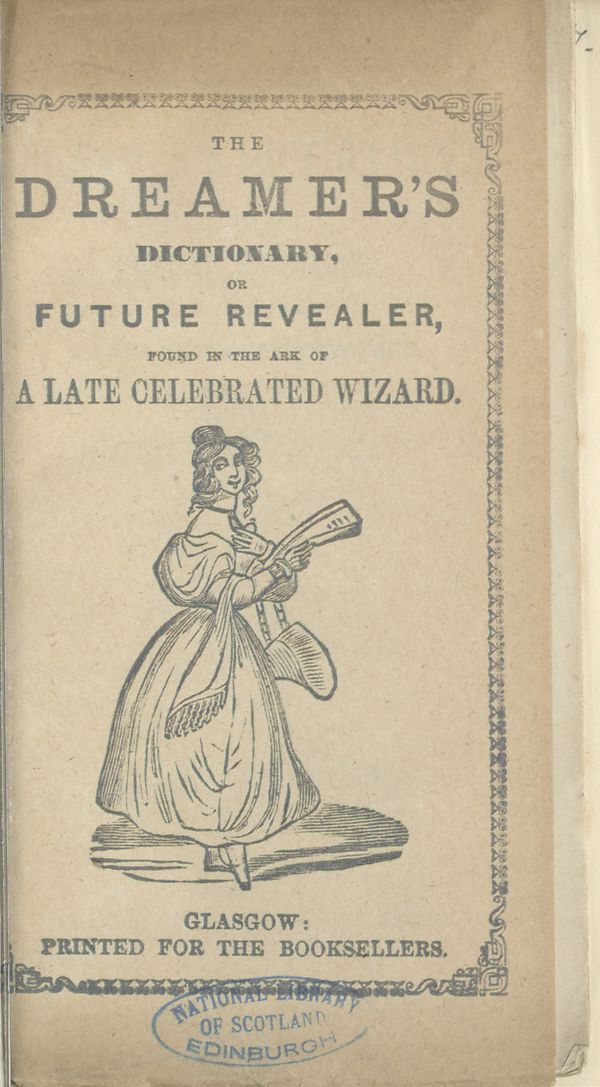 THE
DREAMER'S
DICTIONARY,
OR
FUTURE REVEALER,
FOUND IN THE ARK OF
A LATE CELEBRATED WIZARD.
GLASGOW:
PRINTED FOR THE BOOKSELLERS.
NATIONAL LIBRARY
OF SCOTLAND
EDINBURGH